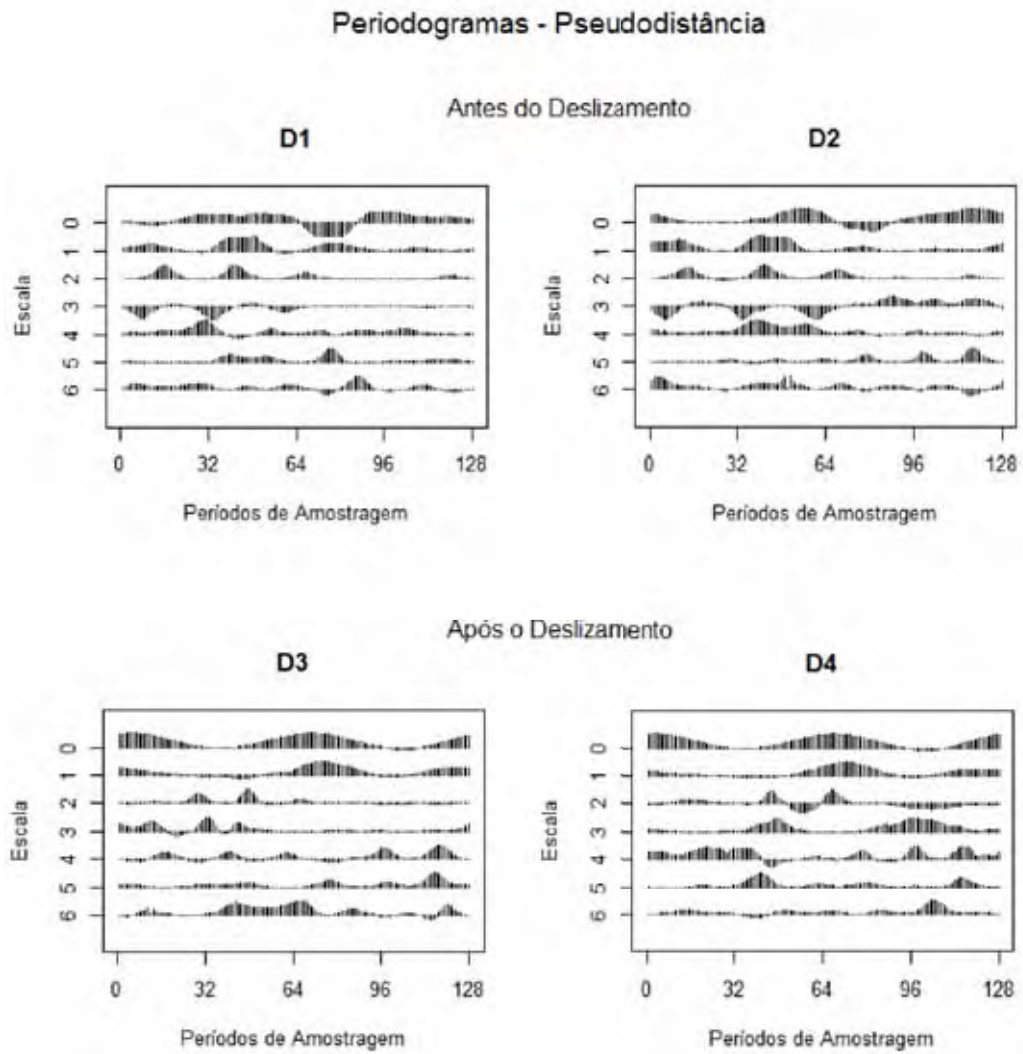 Periodogramas - Pseudodistância
Antes do Deslizamento
D1
D2
Escala
0
1
2
3
4
5
6
0 32 64 96 128
Períodos de Amostragem
Escala
0
1
2
3
4
5
6
0 32 64 96 128
Períodos de Amostragem
Após o Deslizamento
D3
D4
Escala
0
1
2
3
4
5
6
0 32 64 96 128
Períodos de Amostragem
Escala
0
1
2
3
4
5
6
0 32 64 96 128
Períodos de Amostragem